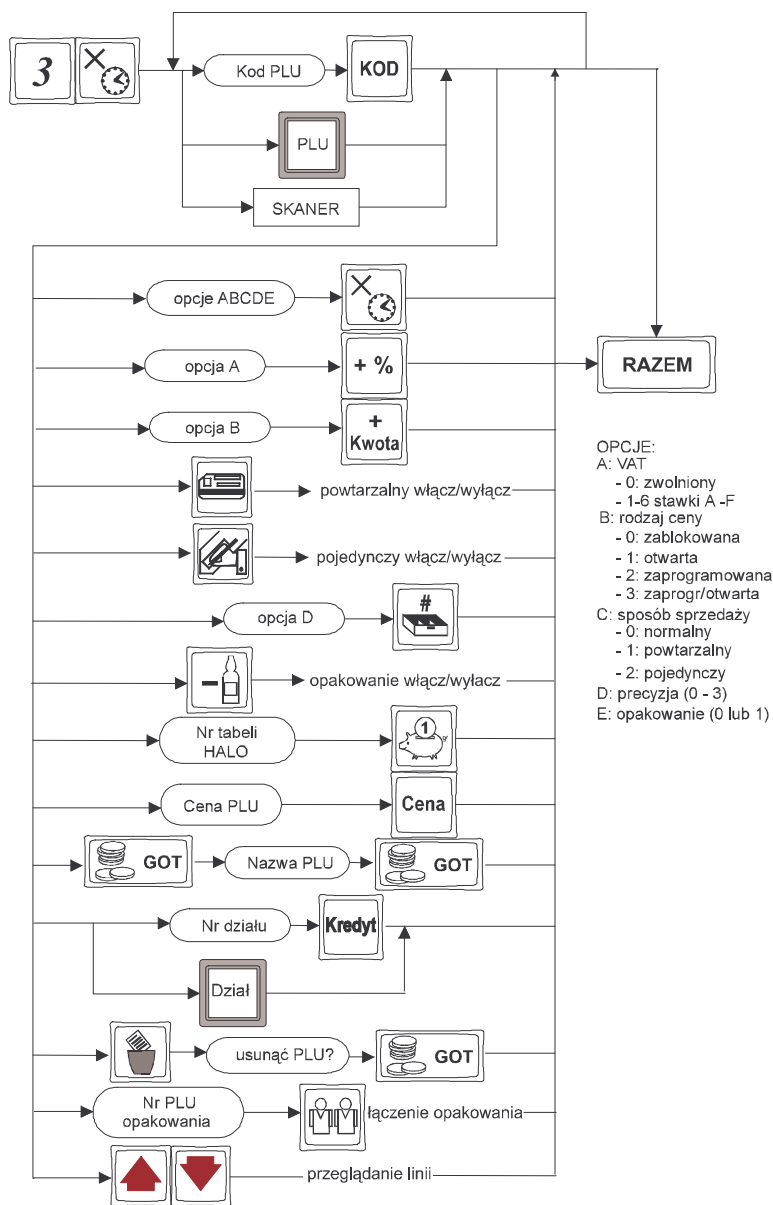 3
Kod PLU
KOD
PLU
SKANER
opcje ABCDE
opcja A
+ %
RAZEM
opcja B
+
Kwota
powtarzalny włącz/wyłącz
pojedynczy włącz/wyłącz
opcja D
#
opakowanie włącz/wyłacz
Nr tabeli
HALO
1
Cena PLU
Cena
GOT
Nazwa PLU
GOT
Nr działu
Kredyt
Dział
usunąć PLU?
GOT
Nr PLU
opakowania
łączenie opakowania
przeglądanie linii
OPCJE:
A: VAT
- 0: zwolniony
- 1-6 stawki A -F
B: rodzaj ceny
- 0: zablokowana
- 1: otwarta
- 2: zaprogramowana
- 3: zaprogr/otwarta
C: sposób sprzedaży
- 0: normalny
- 1: powtarzalny
- 2: pojedynczy
D: precyzja (0 - 3)
E: opakowanie (0 lub 1)